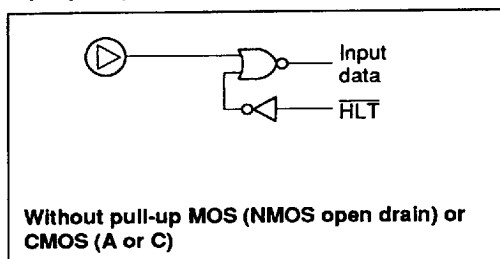 Input
data
HLT
Without pull-up MOS (NMOS open drain) or
CMOS (A or C)